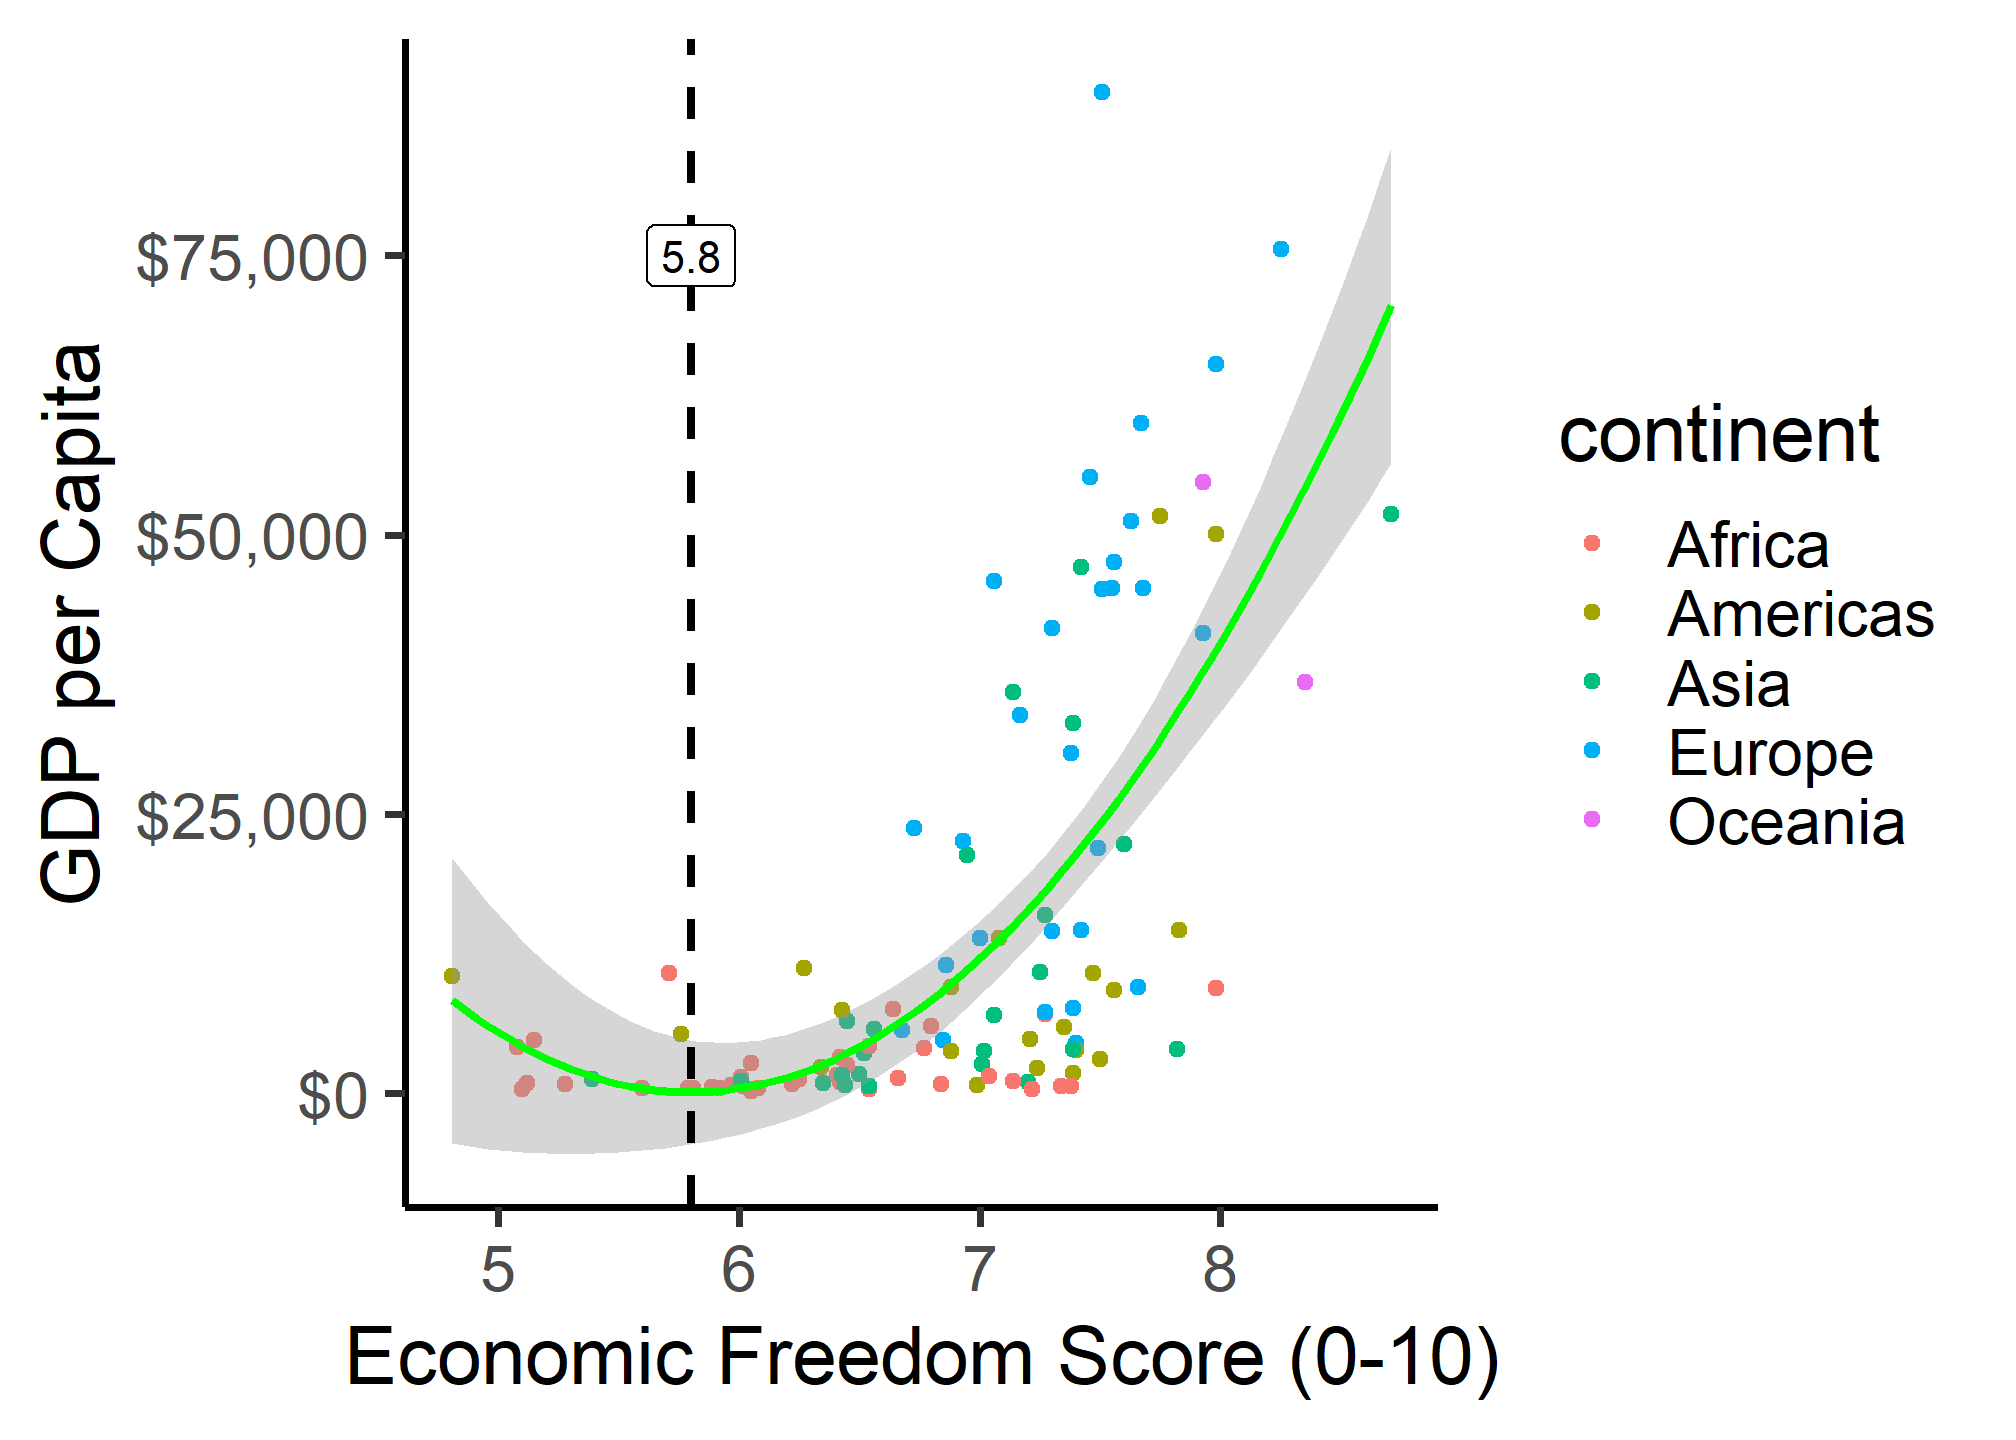 GDP per Capita
$75,000
$50,000
$25,000
$0
5.8
5 6 7 8
Economic Freedom Score (0-10)
continent
Africa
Americas
Asia
Europe
Oceania